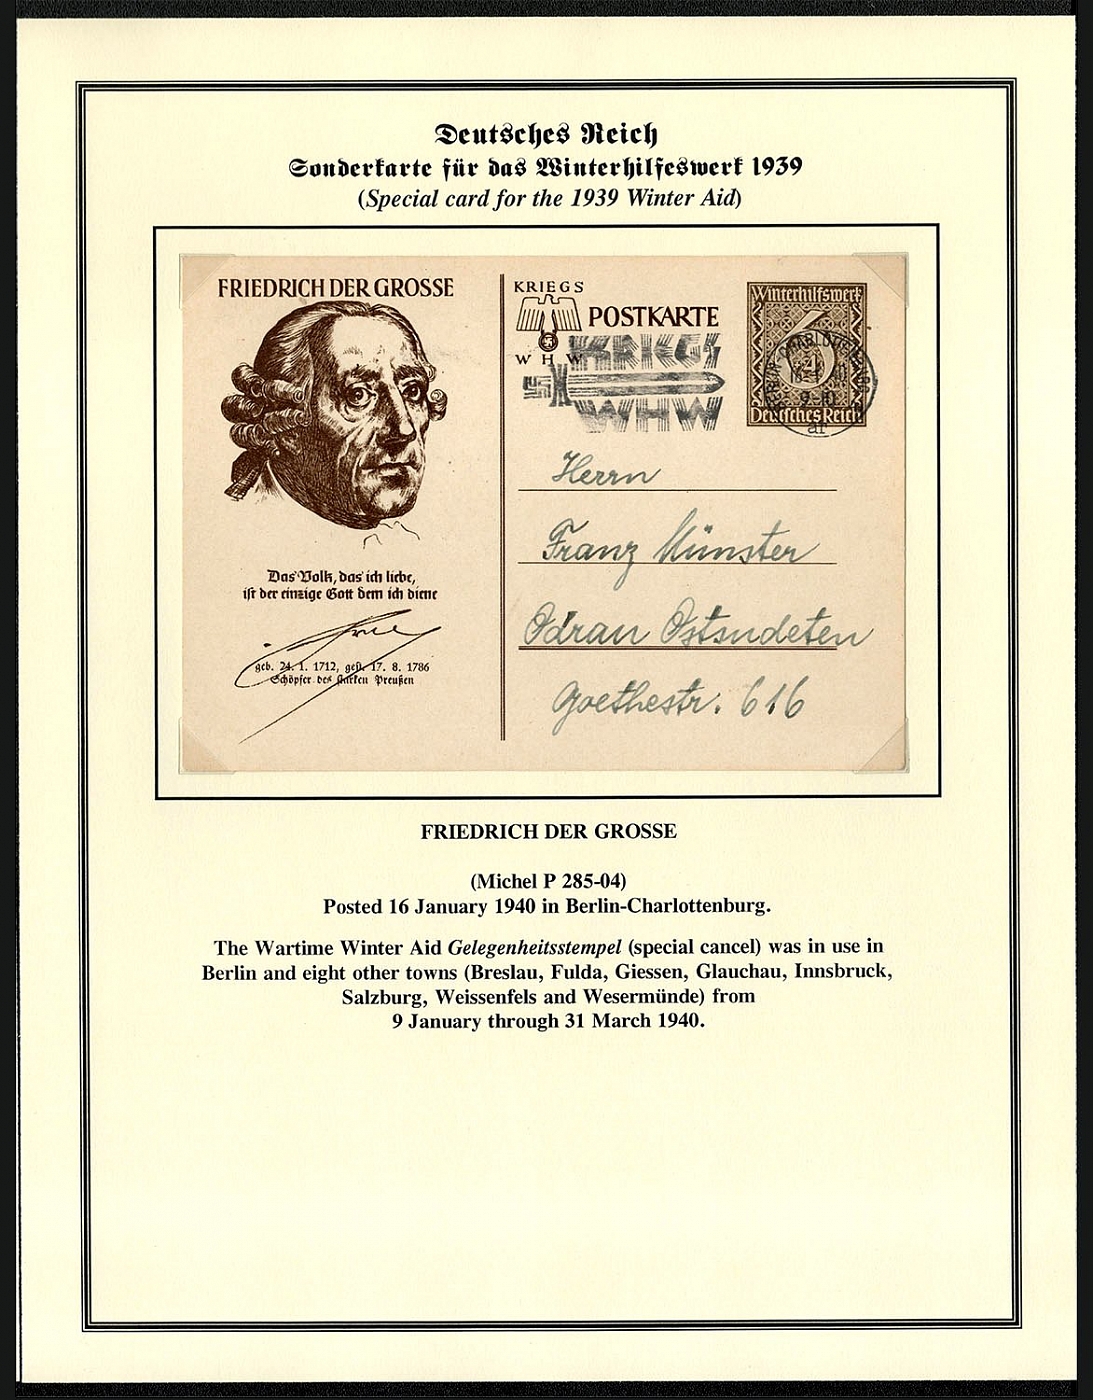 Deutsches Reich
Sonderkarte für das Winterhilfeswerk 1939
(Special card for the 1939 Winter Aid)
FRIEDRICH DER GROSSE
Das Volk, das ich liebe,
ist der einzige Gott dem ich diene
geb. 24. 1. 1712, gest. 17. 8. 1786
Schöpfer des starken Preußen
KRIEGS
WHW
POSTKARTE
KRIEGS
WHW
Winterhilfswerk
6
Deutsches Reich
Herrn
Franz Münster
Odrau Ostsudeten
Goethestr. 616
FRIEDRICH DER GROSSE
(Michel P 285-04)
Posted 16 January 1940 in Berlin-Charlottenburg.
The Wartime Winter Aid Gelegenheitsstempel (special cancel) was in use in
Berlin and eight other towns (Breslau, Fulda, Giessen, Glauchau, Innsbruck,
Salzburg, Weissenfels and Wesermünde) from
9 January through 31 March 1940.